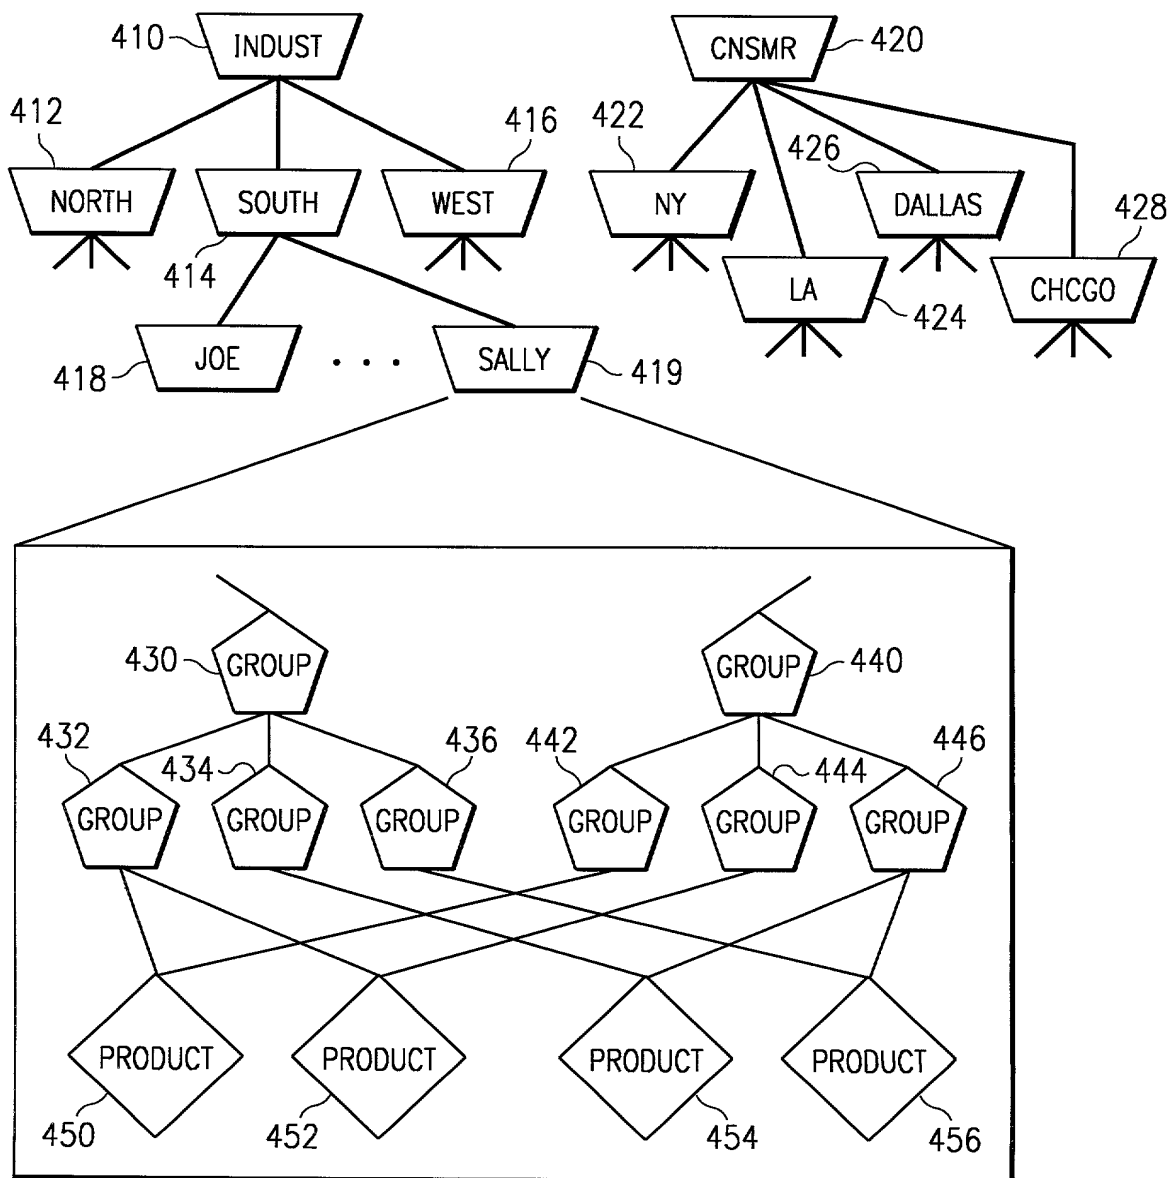 410 INDUST CNSMR 420
412 416 422 426
NORTH SOUTH WEST NY DALLAS 428
414 LA 424 CHCGO
418 JOE . . . SALLY 419
430 GROUP GROUP 440
432 434 436 442 444 446
GROUP GROUP GROUP GROUP GROUP GROUP
PRODUCT PRODUCT PRODUCT PRODUCT
450 452 454 456